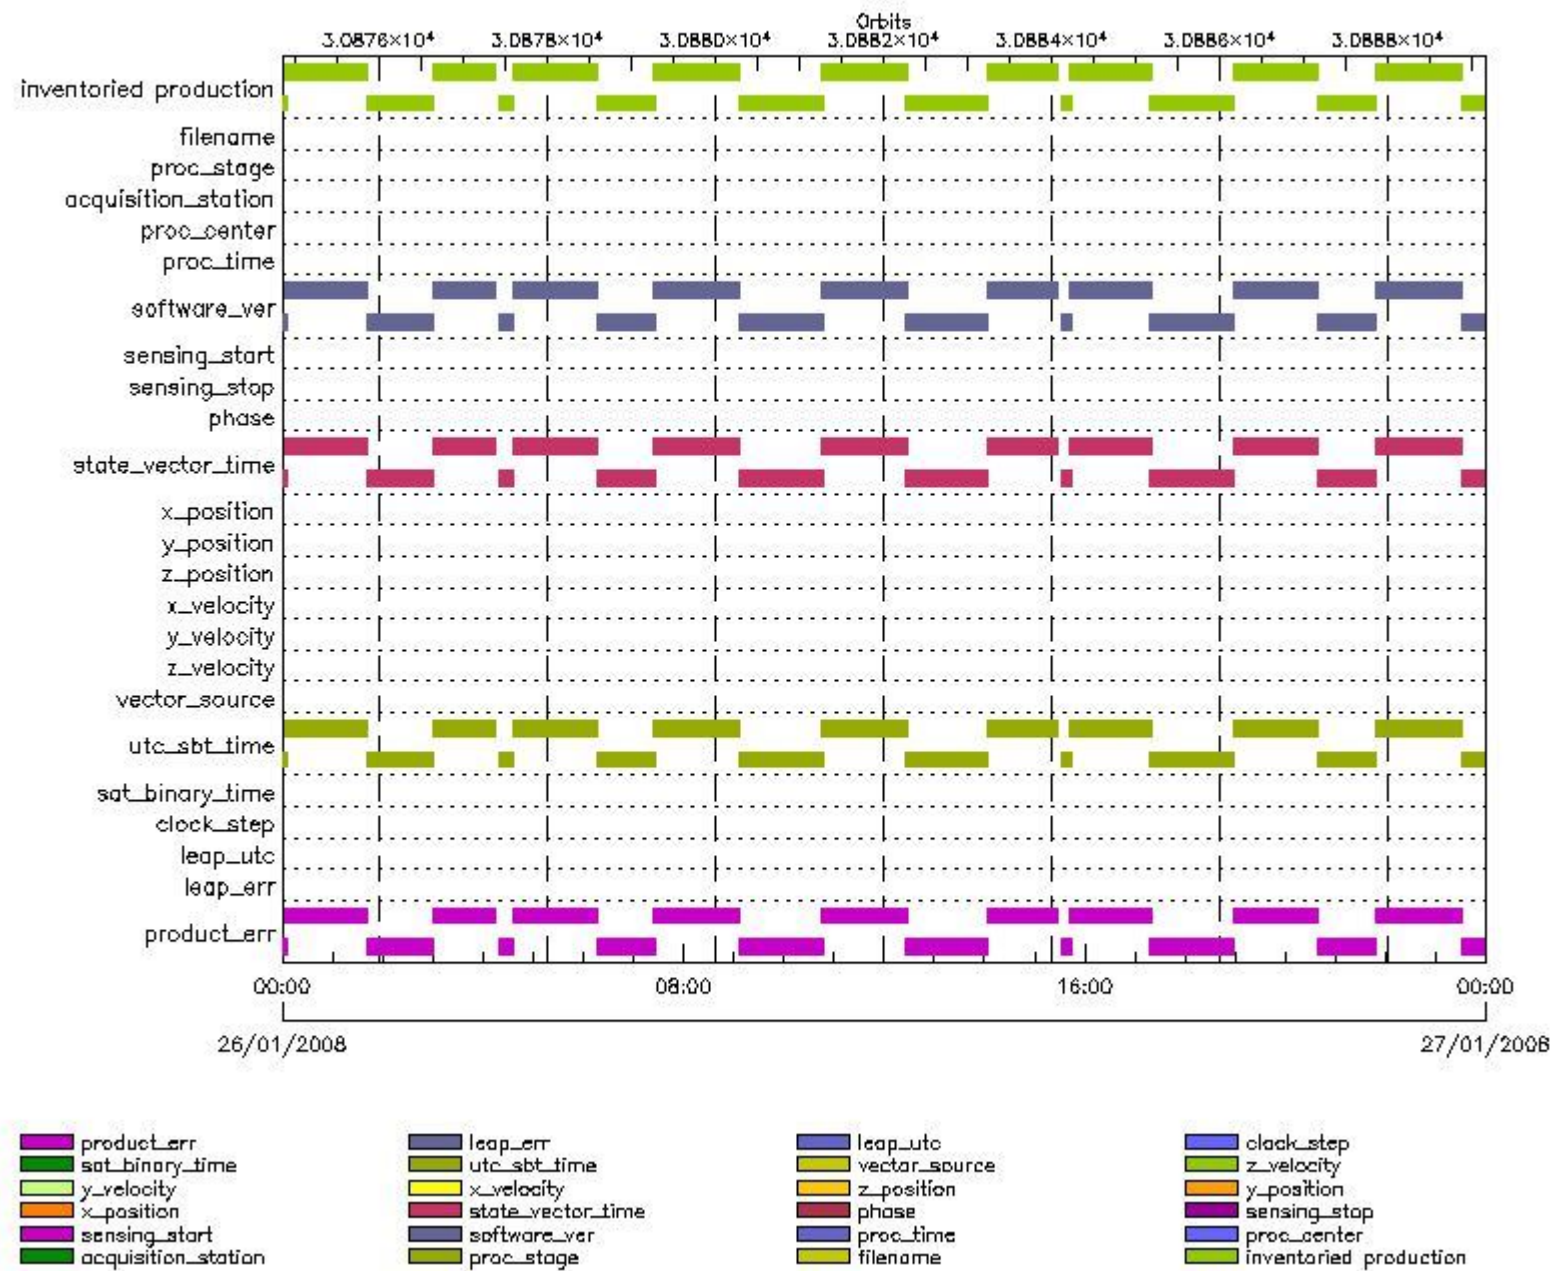 Orbits
3.0876×10⁴ 3.0878×10⁴ 3.0880×10⁴ 3.0882×10⁴ 3.0884×10⁴ 3.0886×10⁴ 3.0888×10⁴
inventoried production
filename
proc_stage
acquisition_station
proc_center
proc_time
software_ver
sensing_start
sensing_stop
phase
state_vector_time
x_position
y_position
z_position
x_velocity
y_velocity
z_velocity
vector_source
utc_sbt_time
sat_binary_time
clock_step
leap_utc
leap_err
product_err
00:00 08:00 16:00 00:00
26/01/2008 27/01/2008
product_err leap_err leap_utc clock_step
sat_binary_time utc_sbt_time vector_source z_velocity
y_velocity x_velocity z_position y_position
x_position state_vector_time phase sensing_stop
sensing_start software_ver proc_time proc_center
acquisition_station proc_stage filename inventoried production